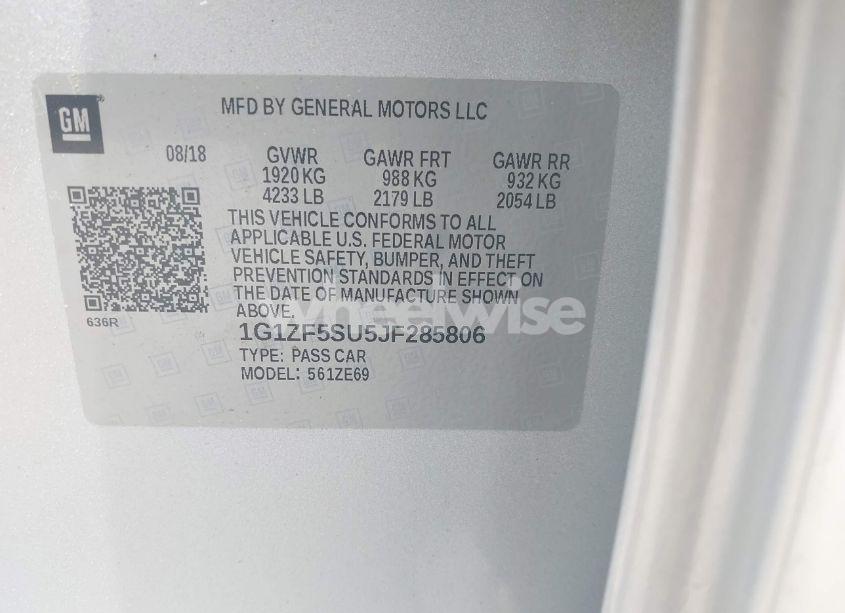 GM
MFD BY GENERAL MOTORS LLC
08/18 GVWR GAWR FRT GAWR RR
1920 KG 988 KG 932 KG
4233 LB 2179 LB 2054 LB
THIS VEHICLE CONFORMS TO ALL
APPLICABLE U.S. FEDERAL MOTOR
VEHICLE SAFETY, BUMPER, AND THEFT
PREVENTION STANDARDS IN EFFECT ON
THE DATE OF MANUFACTURE SHOWN
ABOVE.
636R
wheelwise
1G1ZF5SU5JF285806
TYPE: PASS CAR
MODEL: 561ZE69